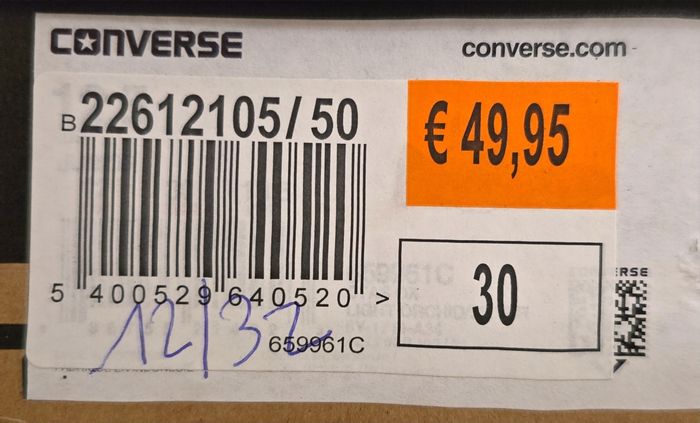 CONVERSE
converse.com
B 22612105/50
€ 49,95
5 400529 640520 >
30
12/32
659961C